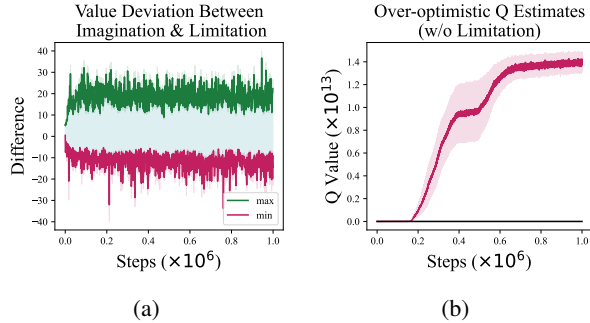 Value Deviation Between
Imagination & Limitation
40
30
20
10
0
−10
−20
−30
−40
Difference
max
min
0.0 0.2 0.4 0.6 0.8 1.0
Steps (×10⁶)
(a)
Over-optimistic Q Estimates
(w/o Limitation)
1.4
1.2
1.0
0.8
0.6
0.4
0.2
0.0
Q Value (×10¹³)
0.0 0.2 0.4 0.6 0.8 1.0
Steps (×10⁶)
(b)